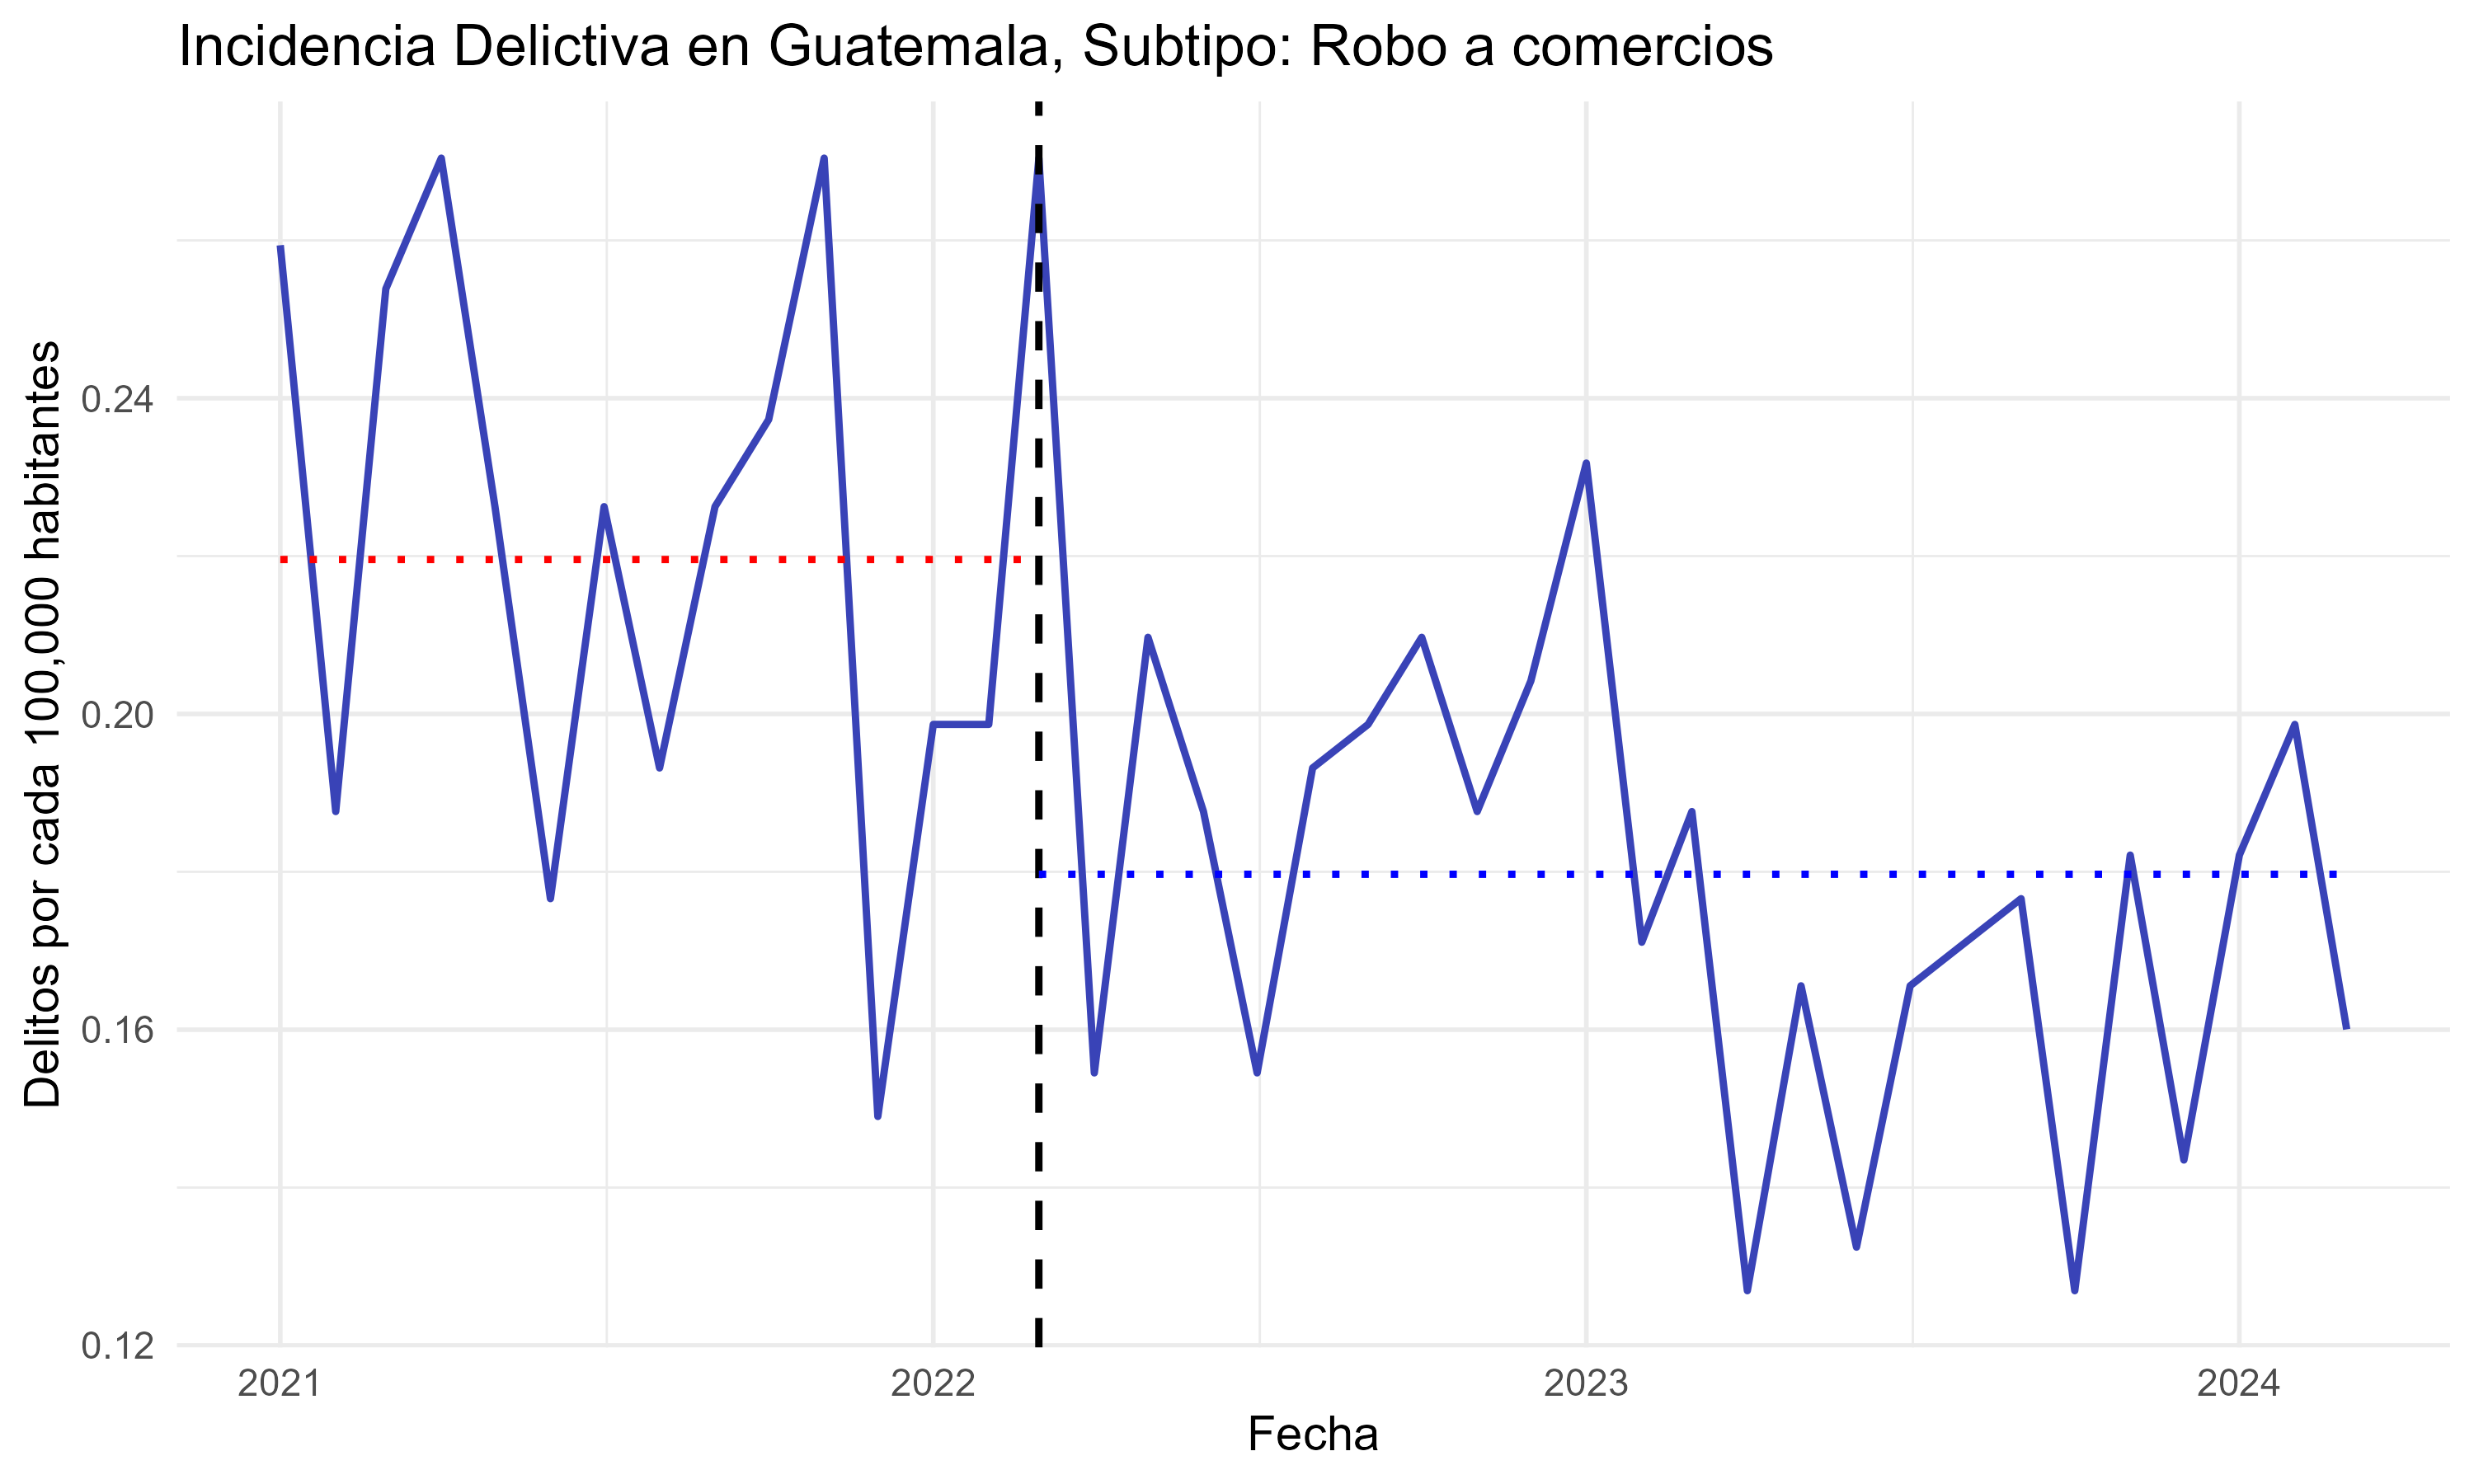 Incidencia Delictiva en Guatemala, Subtipo: Robo a comercios
Delitos por cada 100,000 habitantes
0.24
0.20
0.16
0.12
2021
2022
2023
2024
Fecha